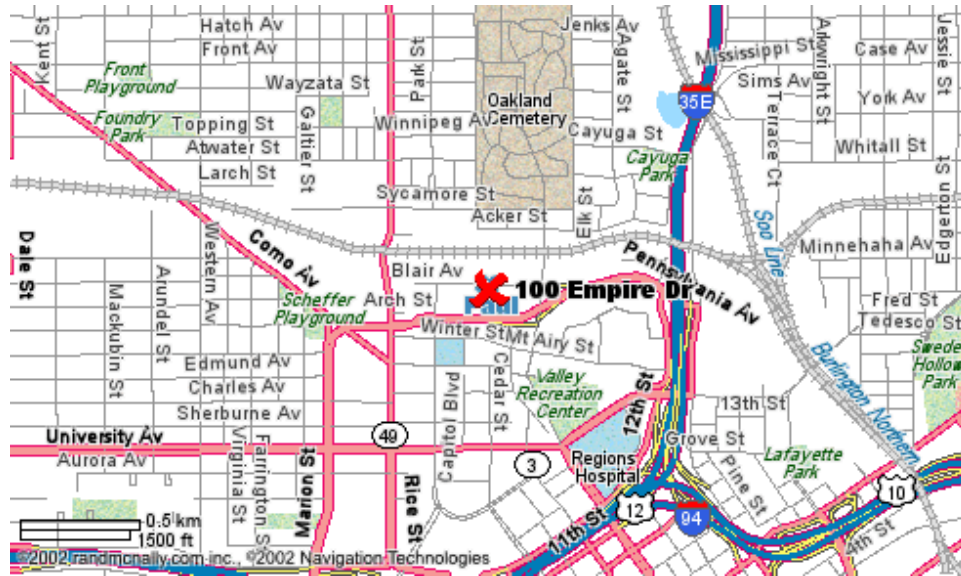 Kent St
Hatch Av
Front Av
Park St
Jenks Av
Agate St
Mississippi St
Arkwright St
Case Av
Jessie St
Front
Playground
Wayzata St
Sims Av
York Av
35E
Oakland
Cemetery
Foundry
Park
Topping St
Galtier St
Winnipeg Av
Cayuga St
Terrace Ct
Whitall St
Atwater St
Larch St
Cayuga
Park
Sycamore St
Acker St
Elk St
Edgequon St
Dale St
Western Av
Como Av
Pennsylvania Av
Soo Line
Minnehaha Av
Blair Av
100 Empire Dr
Paul
Mackubin St
Arundel St
Scheffer
Playground
Arch St
Fred St
Tedesco St
Winter St
Mt Airy St
Swede
Hollow
Park
Edmund Av
Charles Av
Sherburne Av
Capitol Blvd
Cedar St
Valley
Recreation
Center
12th St
13th St
Burlington Northern
University Av
49
Grove St
Aurora Av
Virginia St
Farrington St
Marion St
Rice St
3
Regions
Hospital
Pine St
Lafayette
Park
10
12
94
11th St
4th St
0.5 km
1500 ft
©2002 randmcnally.com inc., ©2002 Navigation Technologies